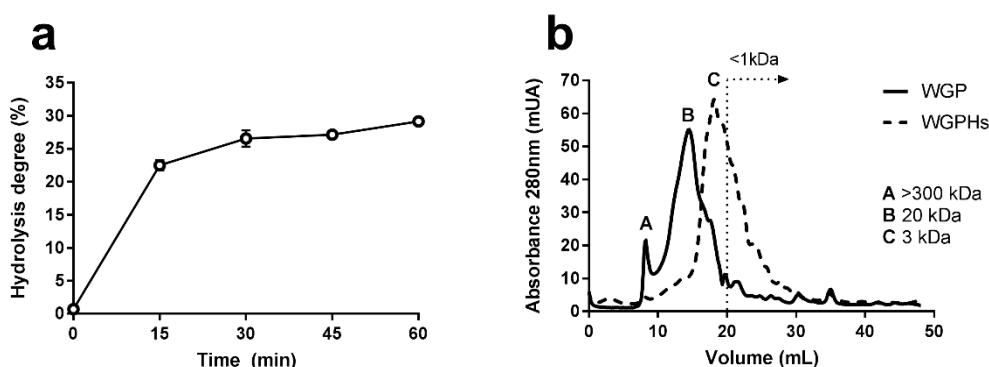 a
Hydrolysis degree (%)
35
30
25
20
15
10
5
0
0 15 30 45 60
Time (min)
b
Absorbance 280nm (mUA)
70
60
50
40
30
20
10
0
0 10 20 30 40 50
Volume (mL)
A
B
C
<1kDa
WGP
WGPHs
A >300 kDa
B 20 kDa
C 3 kDa